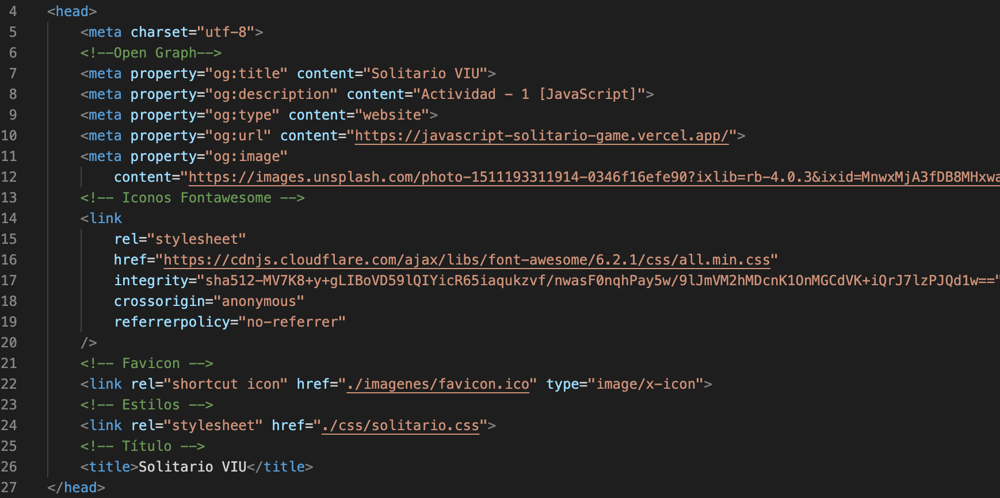 4 <head>
5 <meta charset="utf-8">
6 <!--Open Graph-->
7 <meta property="og:title" content="Solitario VIU">
8 <meta property="og:description" content="Actividad - 1 [JavaScript]">
9 <meta property="og:type" content="website">
10 <meta property="og:url" content="https://javascript-solitario-game.vercel.app/">
11 <meta property="og:image"
12 content="https://images.unsplash.com/photo-1511193311914-0346f16efe90?ixlib=rb-4.0.3&ixid=MnwxMjA3fDB8MHxwa
13 <!-- Iconos Fontawesome -->
14 <link
15 rel="stylesheet"
16 href="https://cdnjs.cloudflare.com/ajax/libs/font-awesome/6.2.1/css/all.min.css"
17 integrity="sha512-MV7K8+y+gLIBoVD59lQIYicR65iaqukzvf/nwasF0nqhPay5w/9lJmVM2hMDcnK1OnMGCdVK+iQrJ7lzPJQd1w=="
18 crossorigin="anonymous"
19 referrerpolicy="no-referrer"
20 />
21 <!-- Favicon -->
22 <link rel="shortcut icon" href="./imagenes/favicon.ico" type="image/x-icon">
23 <!-- Estilos -->
24 <link rel="stylesheet" href="./css/solitario.css">
25 <!-- Título -->
26 <title>Solitario VIU</title>
27 </head>